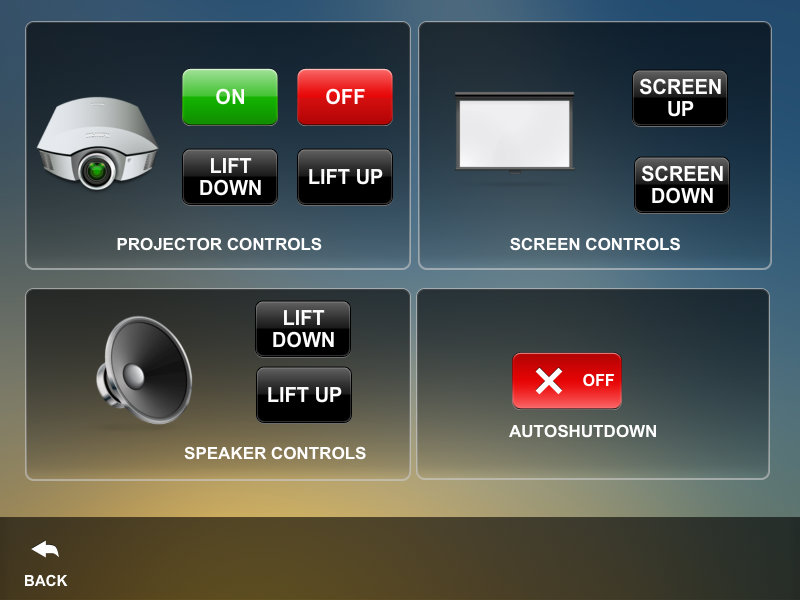 ON
OFF
LIFT
DOWN
LIFT UP
PROJECTOR CONTROLS
SCREEN
UP
SCREEN
DOWN
SCREEN CONTROLS
LIFT
DOWN
LIFT UP
SPEAKER CONTROLS
OFF
AUTOSHUTDOWN
BACK